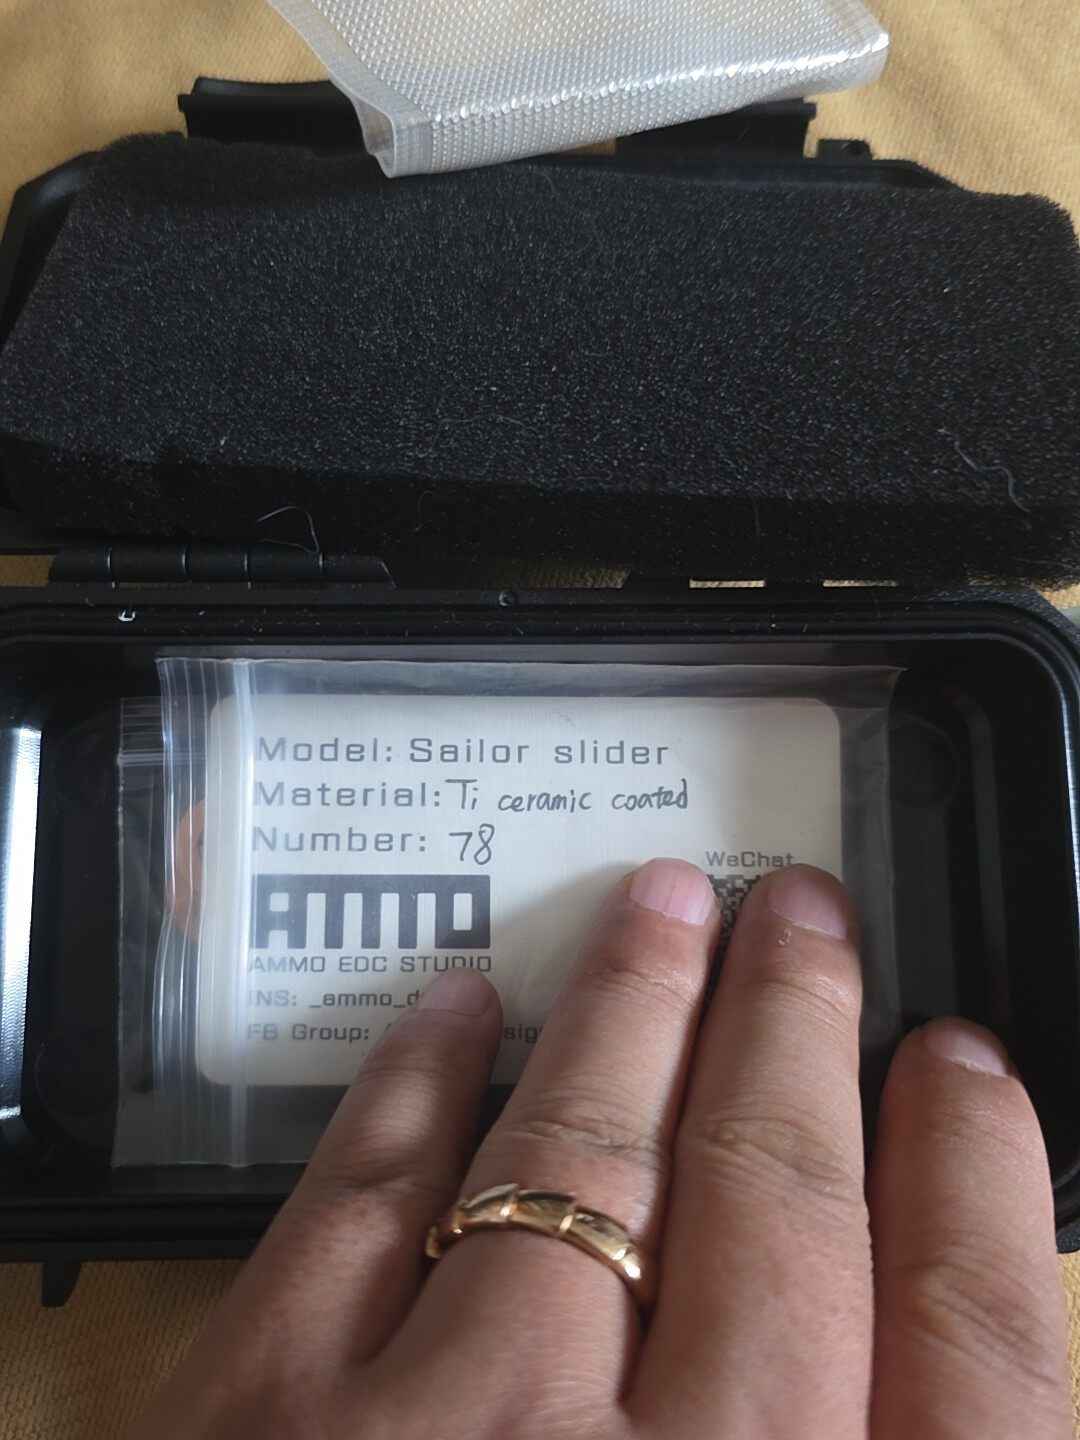 Model: Sailor slider
Material: Ti ceramic coated
Number: 78
WeChat
AMMO
AMMO EDC STUDIO
INS:
FB Group: